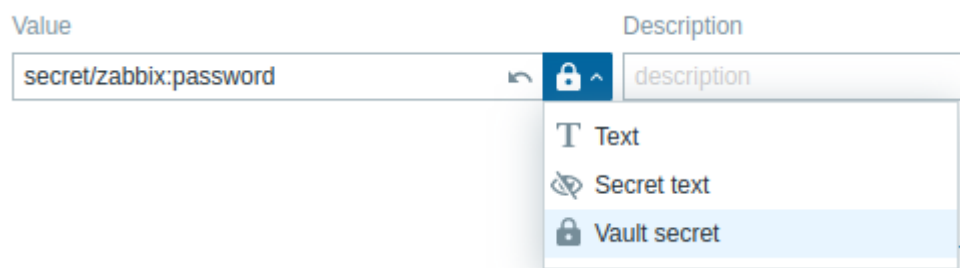 Value Description
secret/zabbix:password description
Text
Secret text
Vault secret